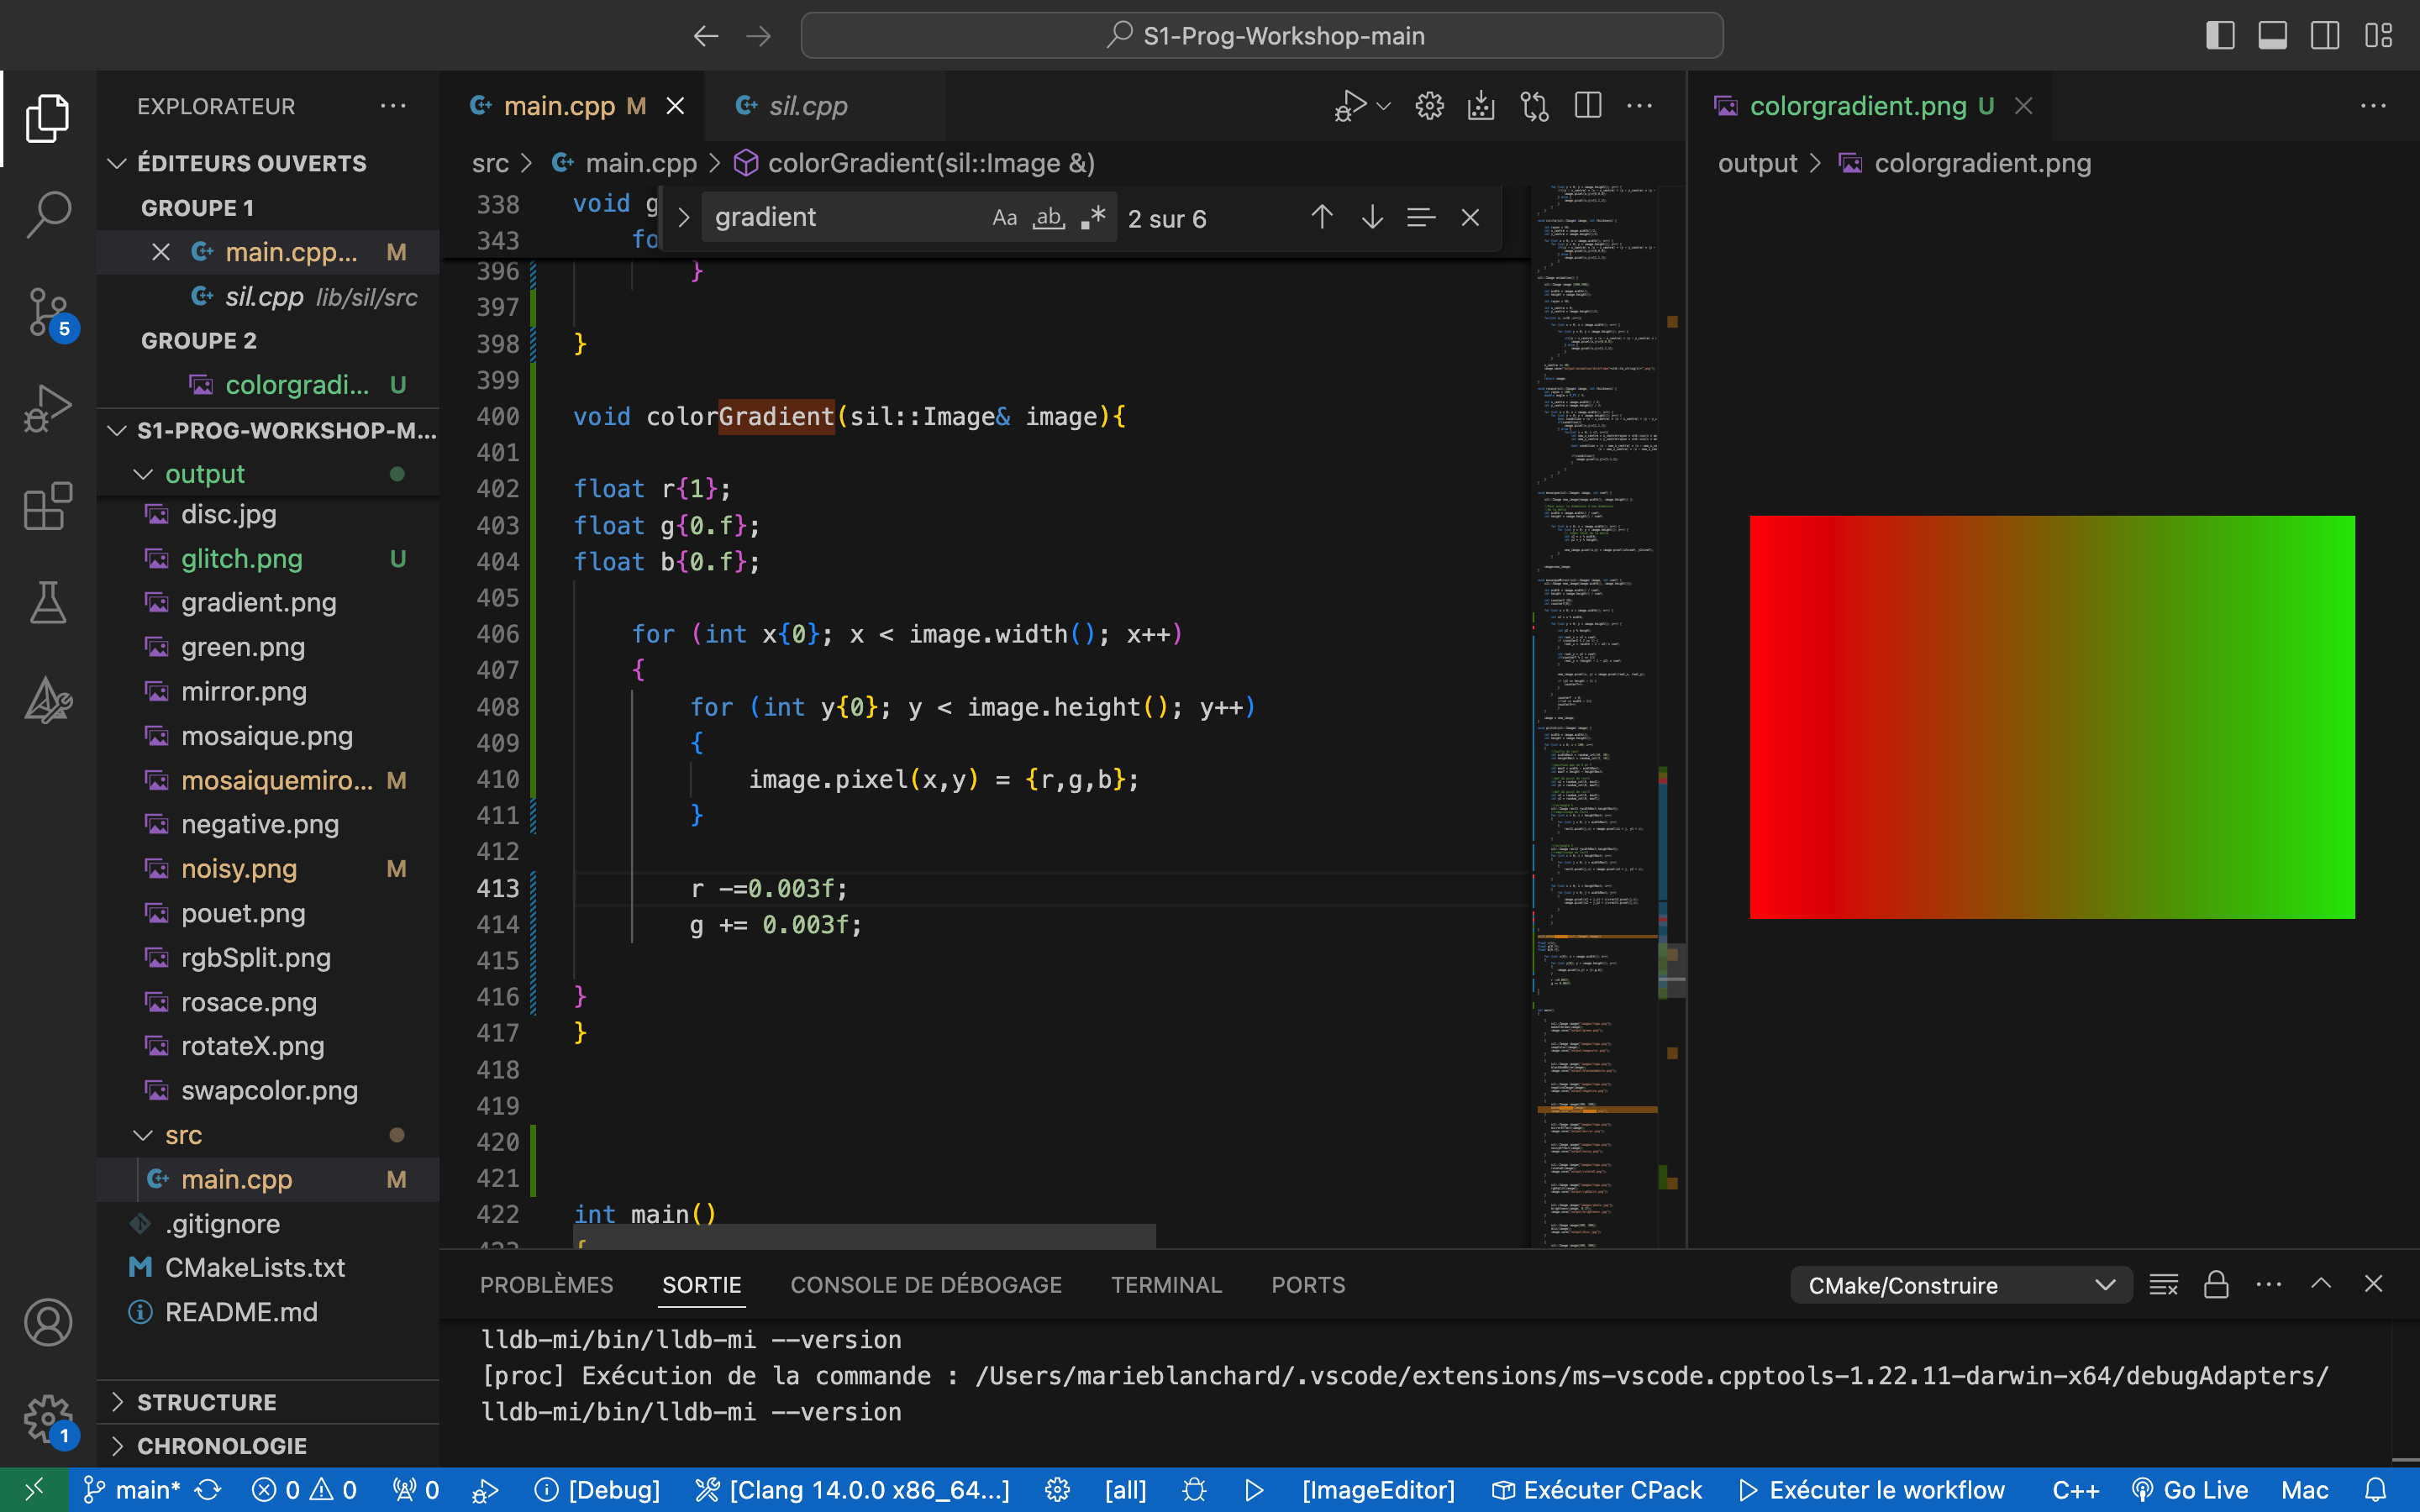 S1-Prog-Workshop-main
EXPLORATEUR
ÉDITEURS OUVERTS
GROUPE 1
main.cpp... M
sil.cpp lib/sil/src
GROUPE 2
colorgradi... U
S1-PROG-WORKSHOP-M...
output
disc.jpg
glitch.png U
gradient.png
green.png
mirror.png
mosaique.png
mosaiquemiro... M
negative.png
noisy.png M
pouet.png
rgbSplit.png
rosace.png
rotateX.png
swapcolor.png
src
main.cpp M
.gitignore
CMakeLists.txt
README.md
STRUCTURE
CHRONOLOGIE
5
1
main.cpp M
sil.cpp
src > main.cpp > colorGradient(sil::Image &)
gradient
Aa ab .* 2 sur 6
338 void g
343 fo
396 }
397
398 }
399
400 void colorGradient(sil::Image& image){
401
402 float r{1};
403 float g{0.f};
404 float b{0.f};
405
406 for (int x{0}; x < image.width(); x++)
407 {
408 for (int y{0}; y < image.height(); y++)
409 {
410 image.pixel(x,y) = {r,g,b};
411 }
412
413 r -=0.003f;
414 g += 0.003f;
415
416 }
417 }
418
419
420
421
422 int main()
423 {
colorgradient.png U
output > colorgradient.png
PROBLÈMES SORTIE CONSOLE DE DÉBOGAGE TERMINAL PORTS
CMake/Construire
lldb-mi/bin/lldb-mi --version
[proc] Exécution de la commande : /Users/marieblanchard/.vscode/extensions/ms-vscode.cpptools-1.22.11-darwin-x64/debugAdapters/
lldb-mi/bin/lldb-mi --version
main* 0 0 0 [Debug] [Clang 14.0.0 x86_64...] [all] [ImageEditor] Exécuter CPack Exécuter le workflow C++ Go Live Mac